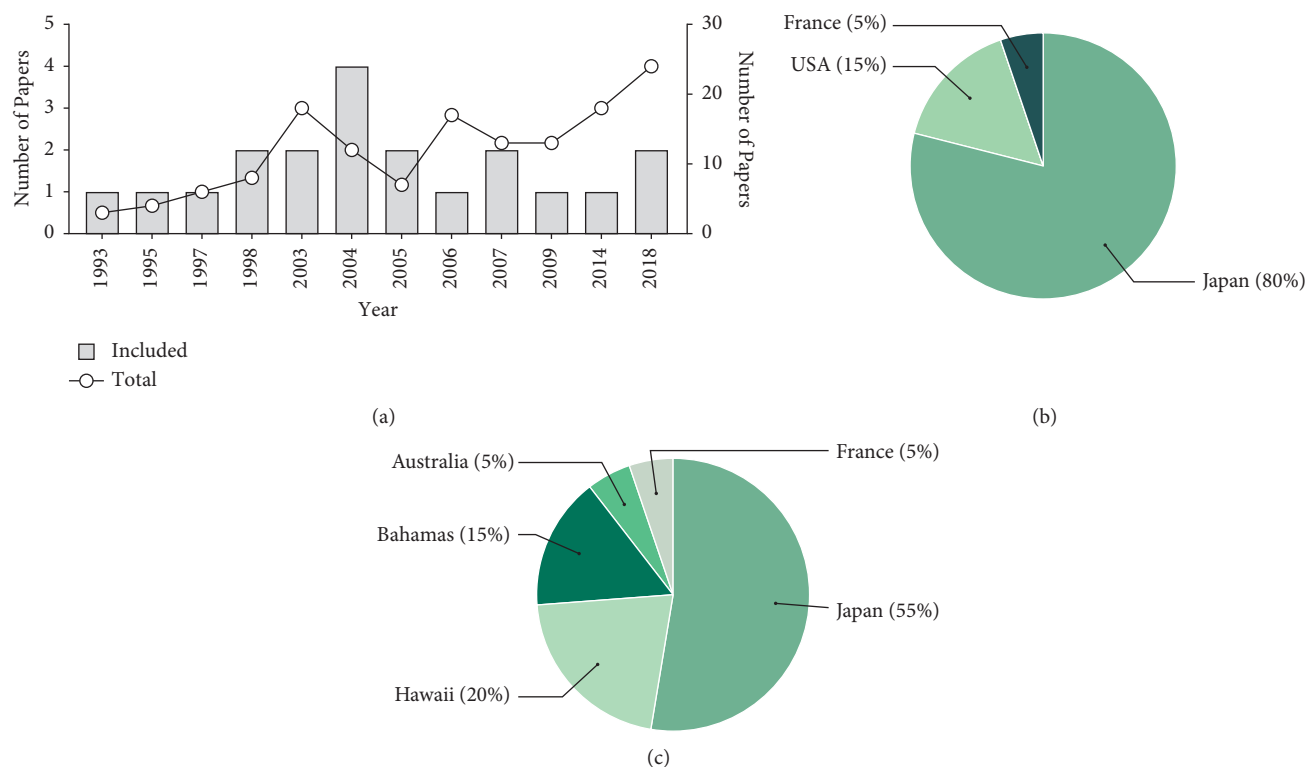 5
4
3
2
1
0
Number of Papers
30
20
10
0
Number of Papers
1993
1995
1997
1998
2003
2004
2005
2006
2007
2009
2014
2018
Year
Included
Total
(a)
France (5%)
USA (15%)
Japan (80%)
(b)
Australia (5%)
France (5%)
Bahamas (15%)
Japan (55%)
Hawaii (20%)
(c)